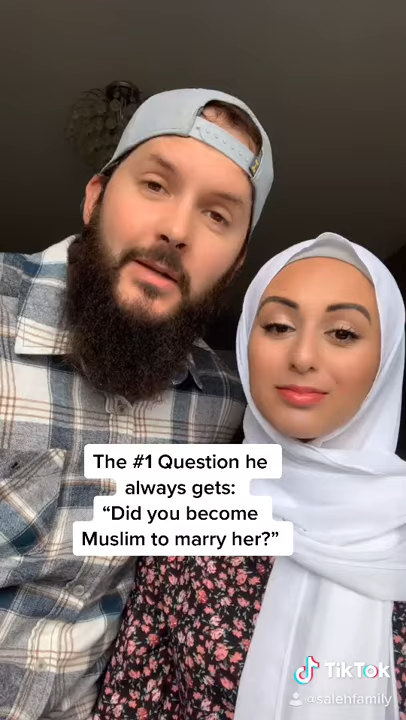 The #1 Question he
always gets:
“Did you become
Muslim to marry her?”
TikTok
@salehfamily